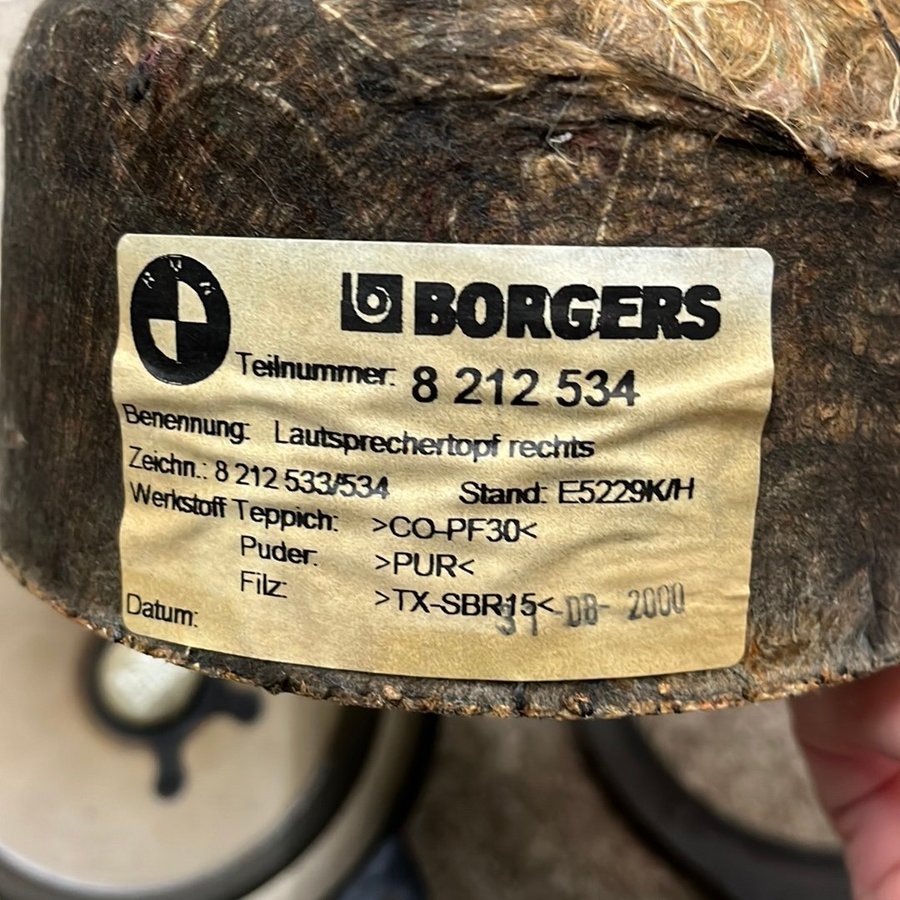 BMW
BORGERS
Teilnummer: 8 212 534
Benennung: Lautsprechertopf rechts
Zeichn.: 8 212 533/534 Stand: E5229K/H
Werkstoff Teppich: >CO-PF30<
Puder: >PUR<
Filz: >TX-SBR15<
Datum: 31-08-2000